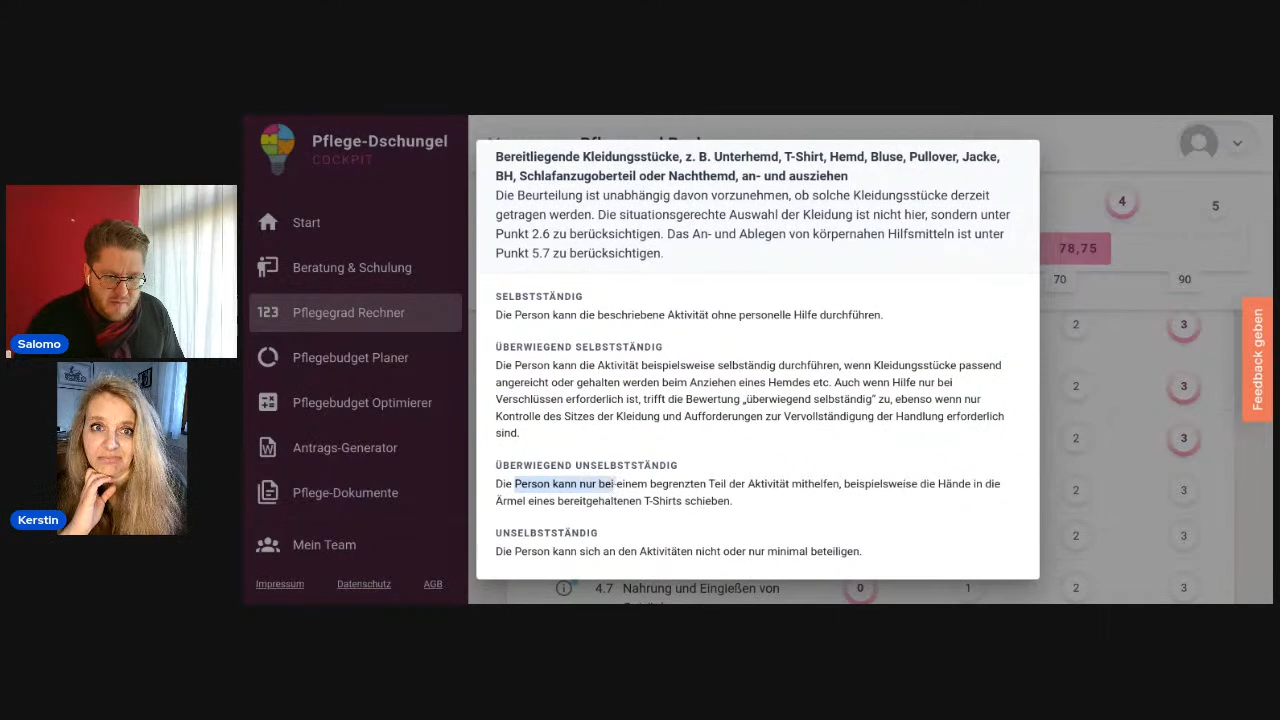 Pflege-Dschungel
COCKPIT
Start
Beratung & Schulung
123 Pflegegrad Rechner
Pflegebudget Planer
Pflegebudget Optimierer
Antrags-Generator
Pflege-Dokumente
Mein Team
Impressum Datenschutz AGB
Salomo
Kerstin
Bereitliegende Kleidungsstücke, z. B. Unterhemd, T-Shirt, Hemd, Bluse, Pullover, Jacke,
BH, Schlafanzugoberteil oder Nachthemd, an- und ausziehen
Die Beurteilung ist unabhängig davon vorzunehmen, ob solche Kleidungsstücke derzeit
getragen werden. Die situationsgerechte Auswahl der Kleidung ist nicht hier, sondern unter
Punkt 2.6 zu berücksichtigen. Das An- und Ablegen von körpernahen Hilfsmitteln ist unter
Punkt 5.7 zu berücksichtigen.
SELBSTSTÄNDIG
Die Person kann die beschriebene Aktivität ohne personelle Hilfe durchführen.
ÜBERWIEGEND SELBSTSTÄNDIG
Die Person kann die Aktivität beispielsweise selbständig durchführen, wenn Kleidungsstücke passend
angereicht oder gehalten werden beim Anziehen eines Hemdes etc. Auch wenn Hilfe nur bei
Verschlüssen erforderlich ist, trifft die Bewertung „überwiegend selbständig“ zu, ebenso wenn nur
Kontrolle des Sitzes der Kleidung und Aufforderungen zur Vervollständigung der Handlung erforderlich
sind.
ÜBERWIEGEND UNSELBSTSTÄNDIG
Die Person kann nur bei einem begrenzten Teil der Aktivität mithelfen, beispielsweise die Hände in die
Ärmel eines bereitgehaltenen T-Shirts schieben.
UNSELBSTSTÄNDIG
Die Person kann sich an den Aktivitäten nicht oder nur minimal beteiligen.
4 5
78,75
70 90
2 3
2 3
2 3
2 3
2 3
4.7 Nahrung und Eingießen von 0 1 2 3
Feedback geben